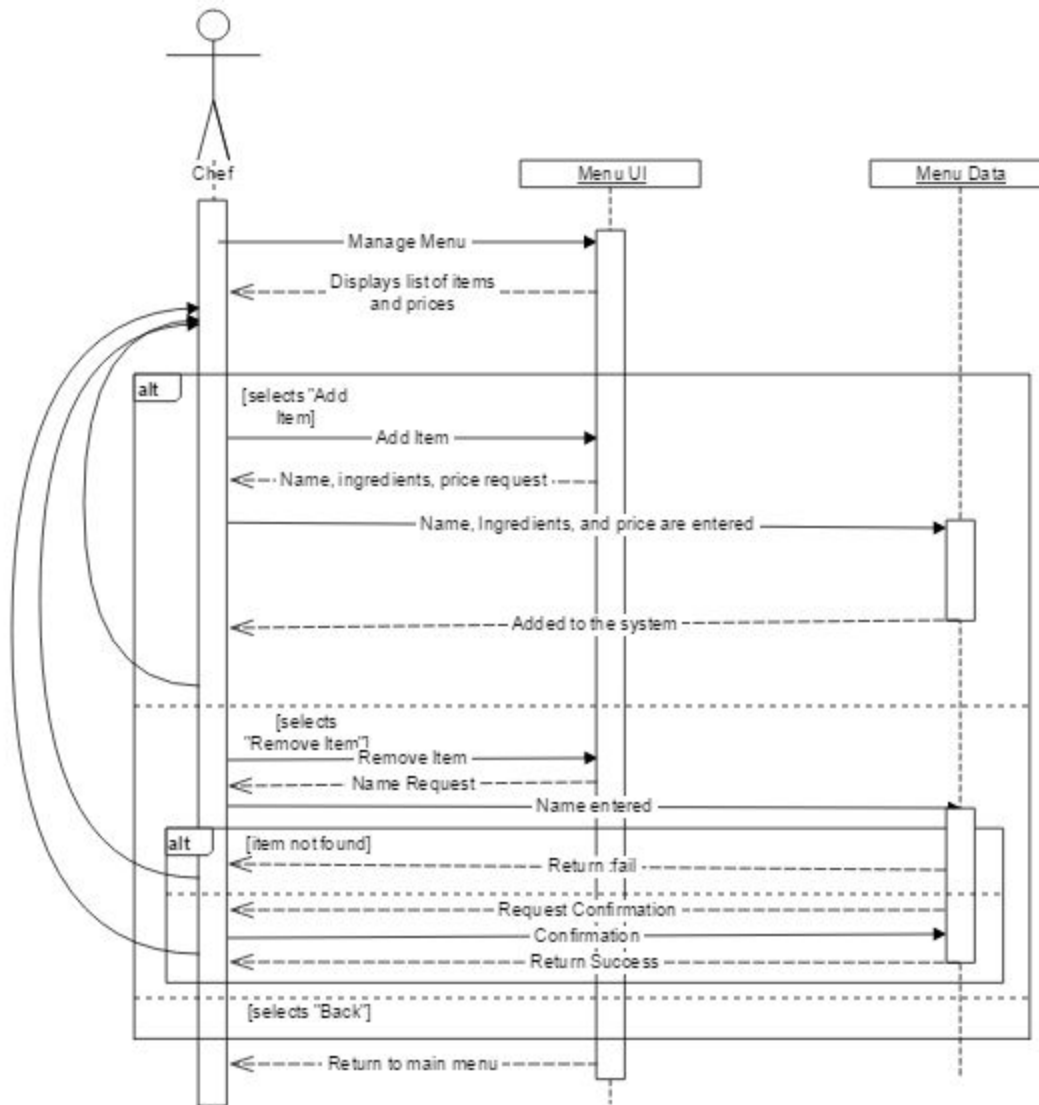 Chef
Menu UI
Menu Data
Manage Menu
Displays list of items
and prices
alt
[selects "Add
Item]
Add Item
Name, ingredients, price request
Name, Ingredients, and price are entered
Added to the system
[selects
"Remove Item"]
Remove Item
Name Request
Name entered
alt
[item not found]
Return :fail
Request Confirmation
Confirmation
Return Success
[selects "Back"]
Return to main menu